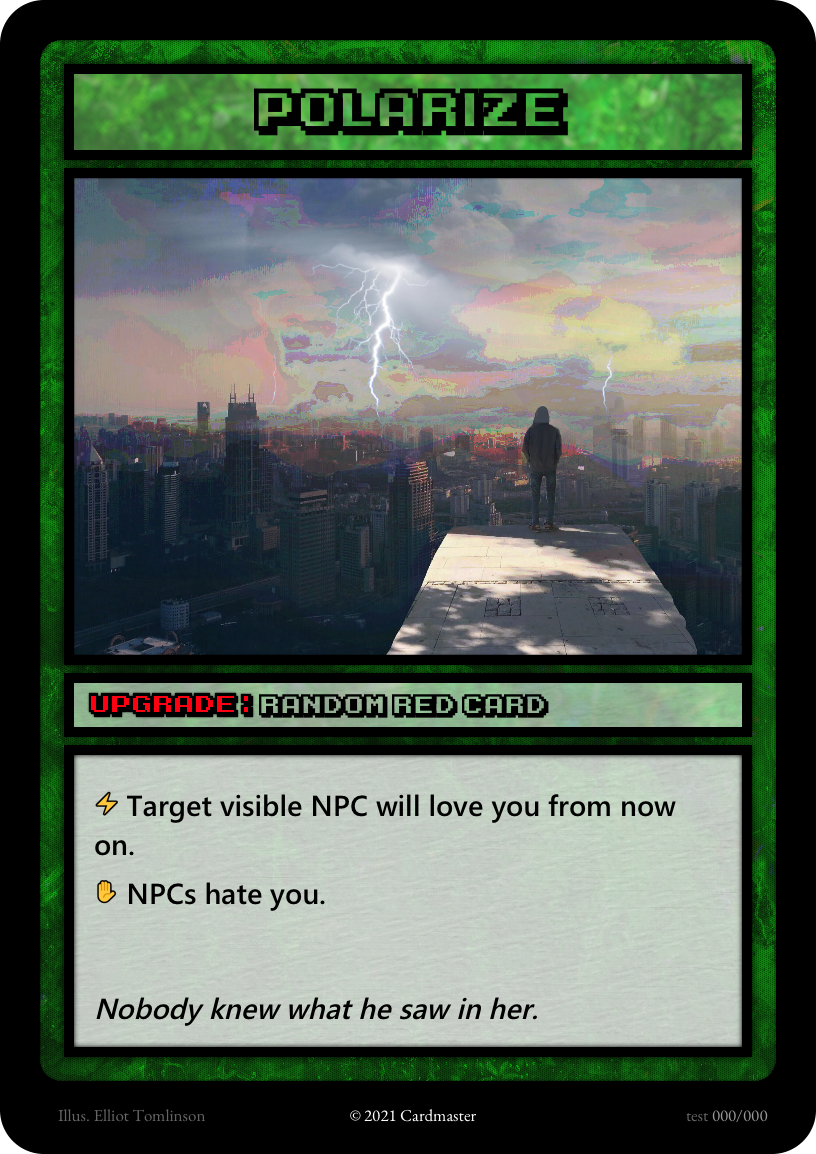 POLARIZE
UPGRADE: RANDOM RED CARD
⚡ Target visible NPC will love you from now
on.
✋ NPCs hate you.
Nobody knew what he saw in her.
Illus. Elliot Tomlinson © 2021 Cardmaster test 000/000